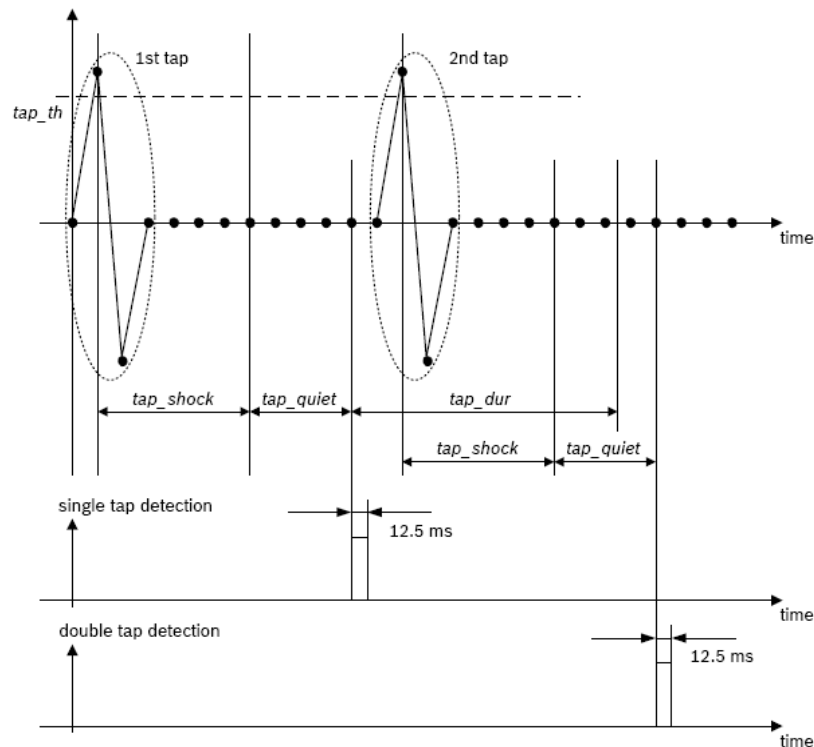 1st tap
2nd tap
tap_th
time
tap_shock
tap_quiet
tap_dur
tap_shock
tap_quiet
single tap detection
12.5 ms
time
double tap detection
12.5 ms
time